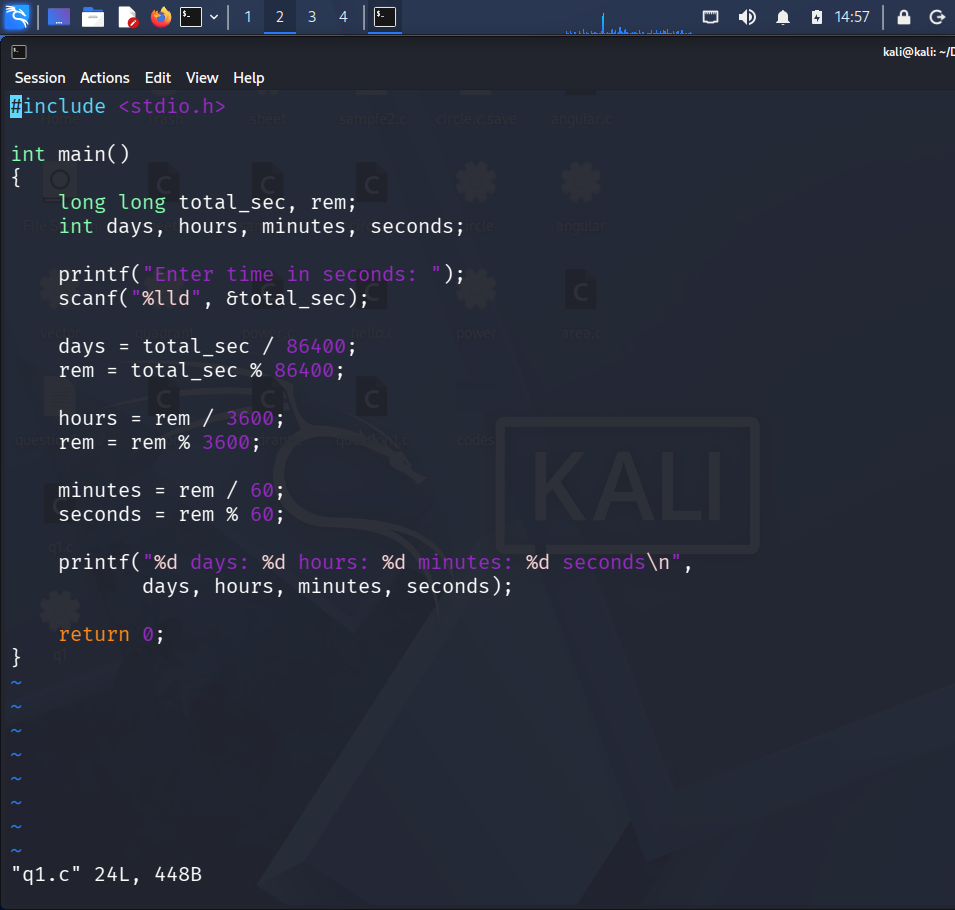 1 2 3 4 14:57
kali@kali: ~/D
Session Actions Edit View Help
#include <stdio.h>
int main()
{
    long long total_sec, rem;
    int days, hours, minutes, seconds;
    printf("Enter time in seconds: ");
    scanf("%lld", &total_sec);
    days = total_sec / 86400;
    rem = total_sec % 86400;
    hours = rem / 3600;
    rem = rem % 3600;
    minutes = rem / 60;
    seconds = rem % 60;
    printf("%d days: %d hours: %d minutes: %d seconds\n",
           days, hours, minutes, seconds);
    return 0;
}
~
~
~
~
~
~
~
~
"q1.c" 24L, 448B
KALI